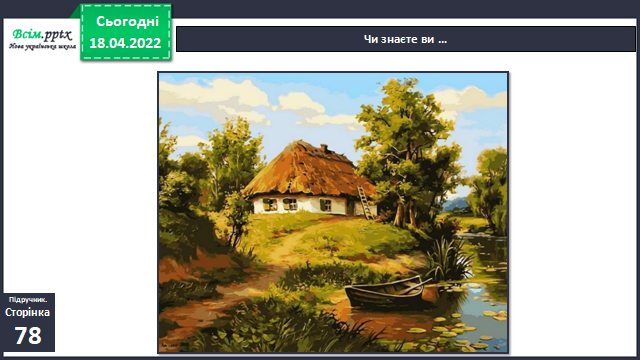 Всім.pptx
Нова українська школа
Сьогодні
18.04.2022
Чи знаєте ви ...
Підручник.
Сторінка
78